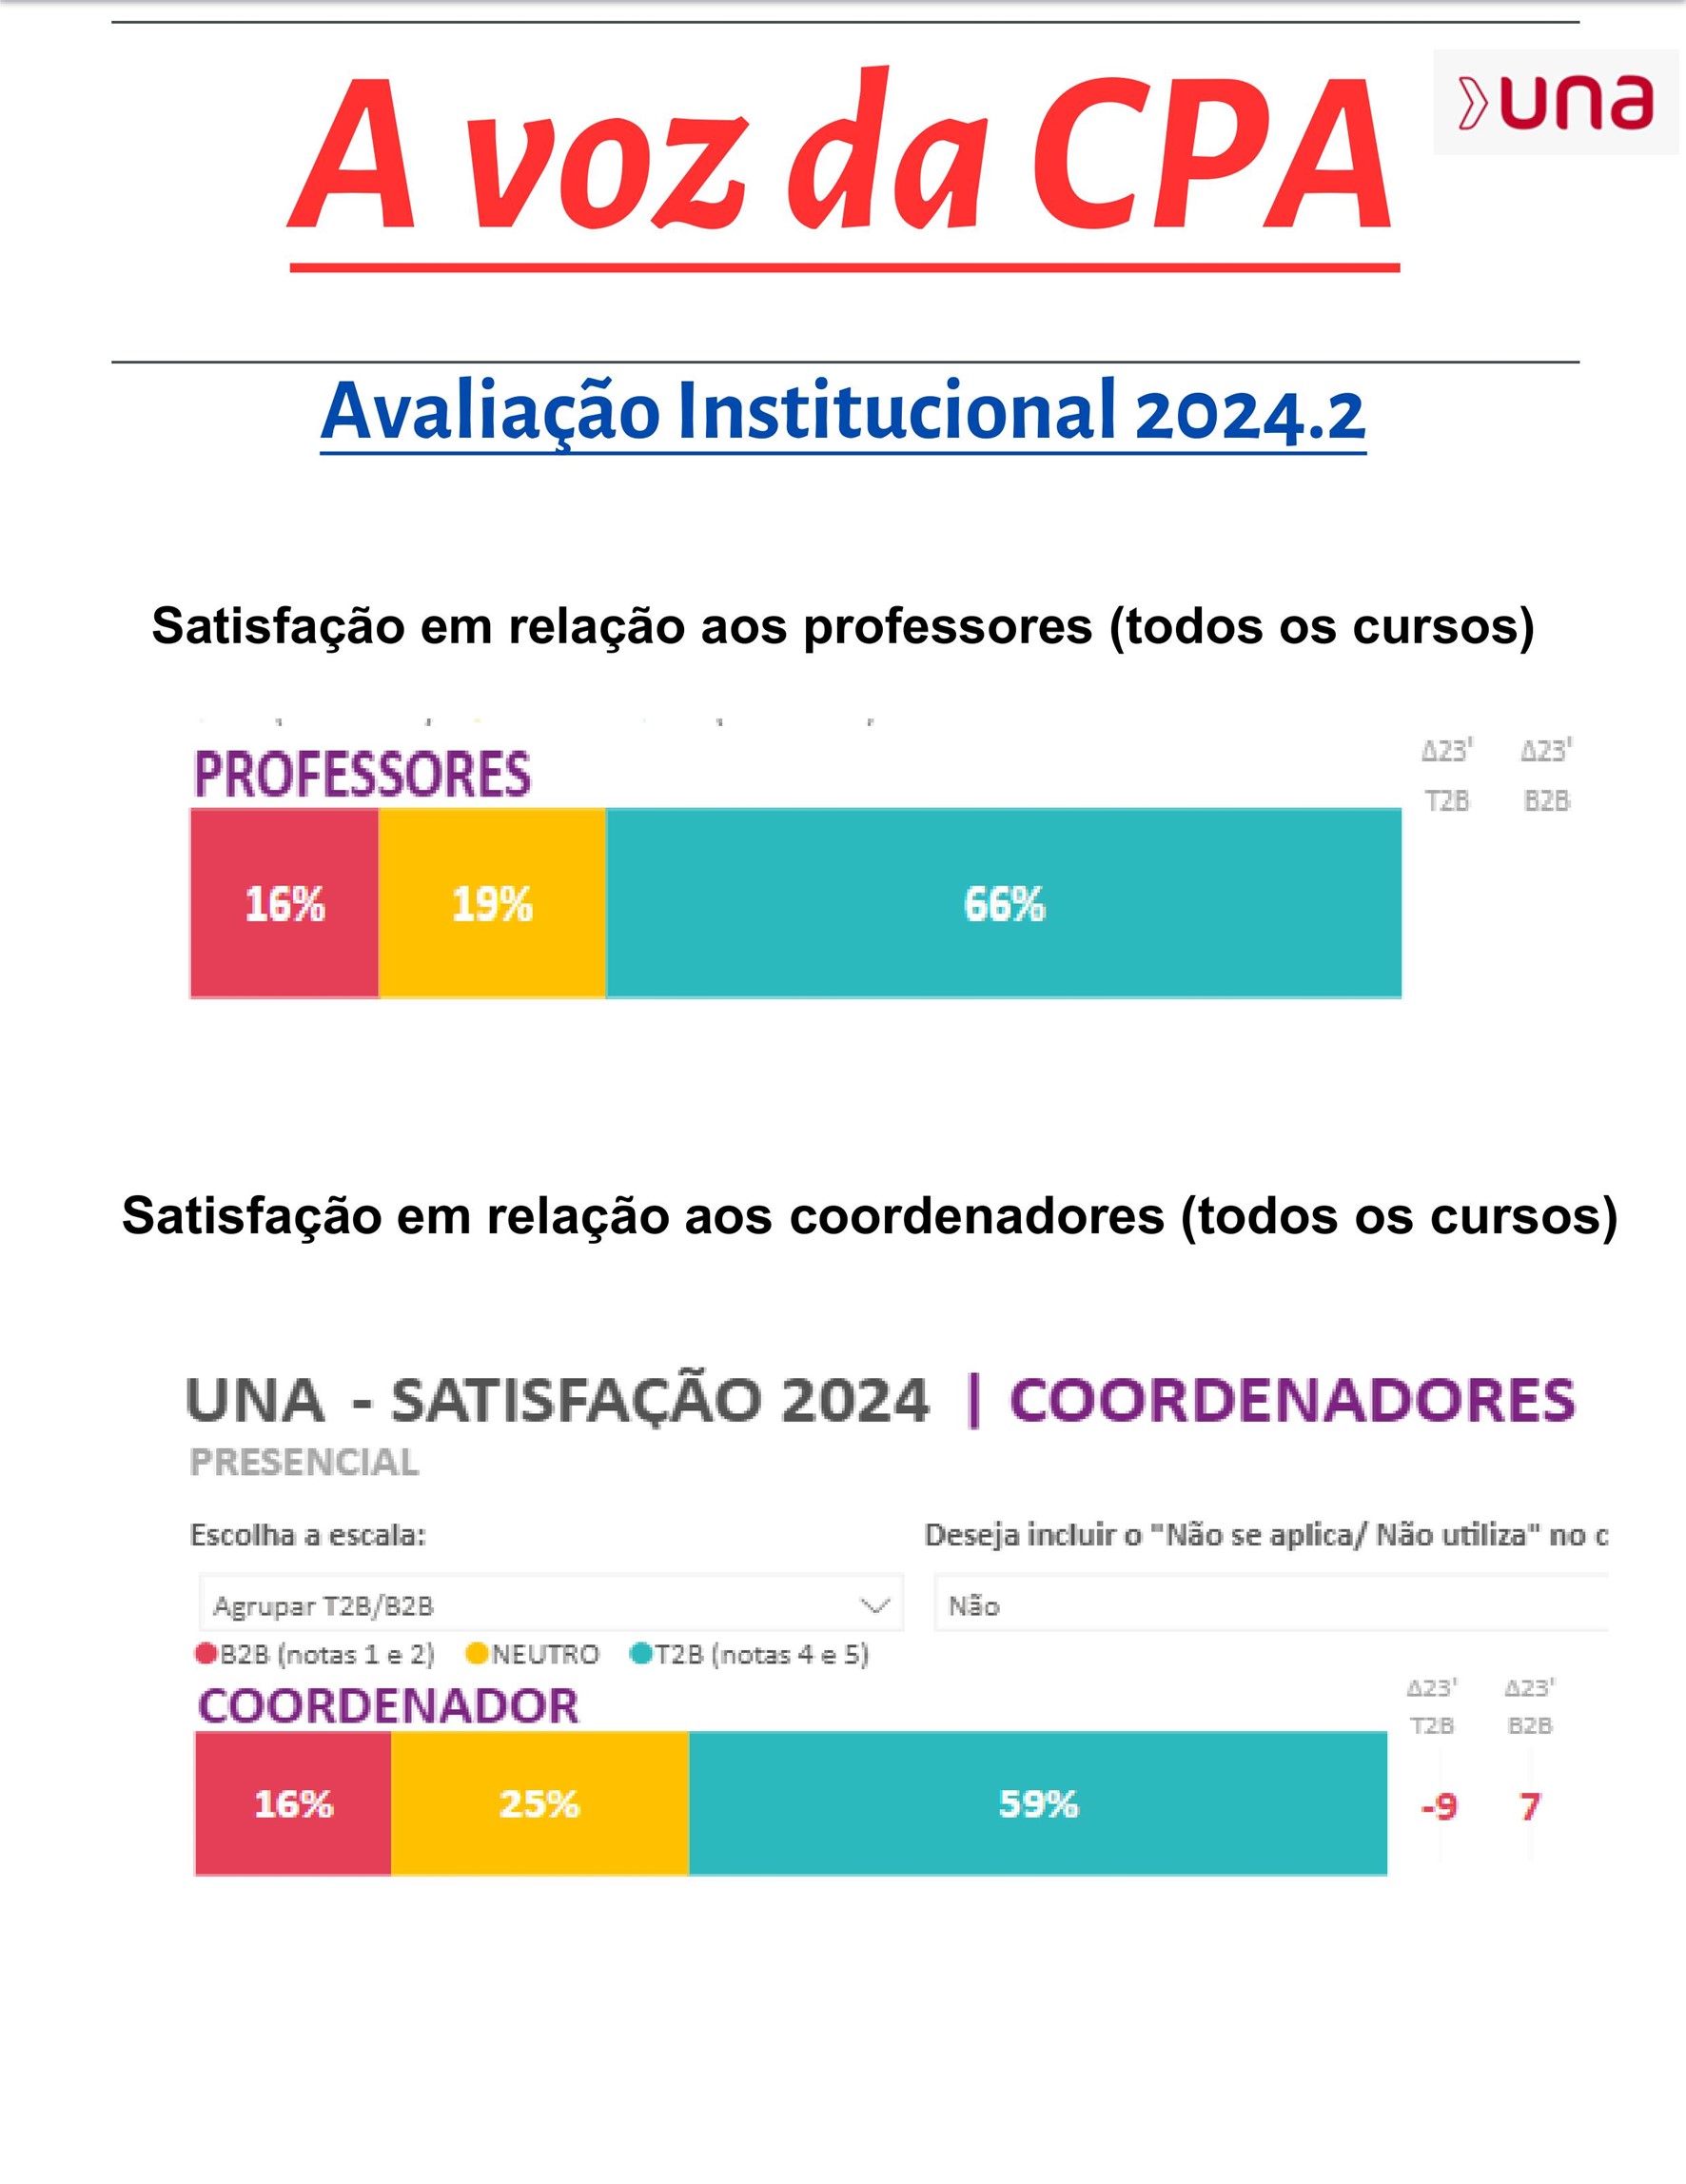 A voz da CPA
una
Avaliação Institucional 2024.2
Satisfação em relação aos professores (todos os cursos)
PROFESSORES
Δ23' Δ23'
T2B B2B
16% 19% 66%
Satisfação em relação aos coordenadores (todos os cursos)
UNA - SATISFAÇÃO 2024 | COORDENADORES
PRESENCIAL
Escolha a escala: Deseja incluir o "Não se aplica/ Não utiliza" no
Agrupar T2B/B2B Não
B2B (notas 1 e 2) NEUTRO T2B (notas 4 e 5)
COORDENADOR
Δ23' Δ23'
T2B B2B
16% 25% 59% -9 7